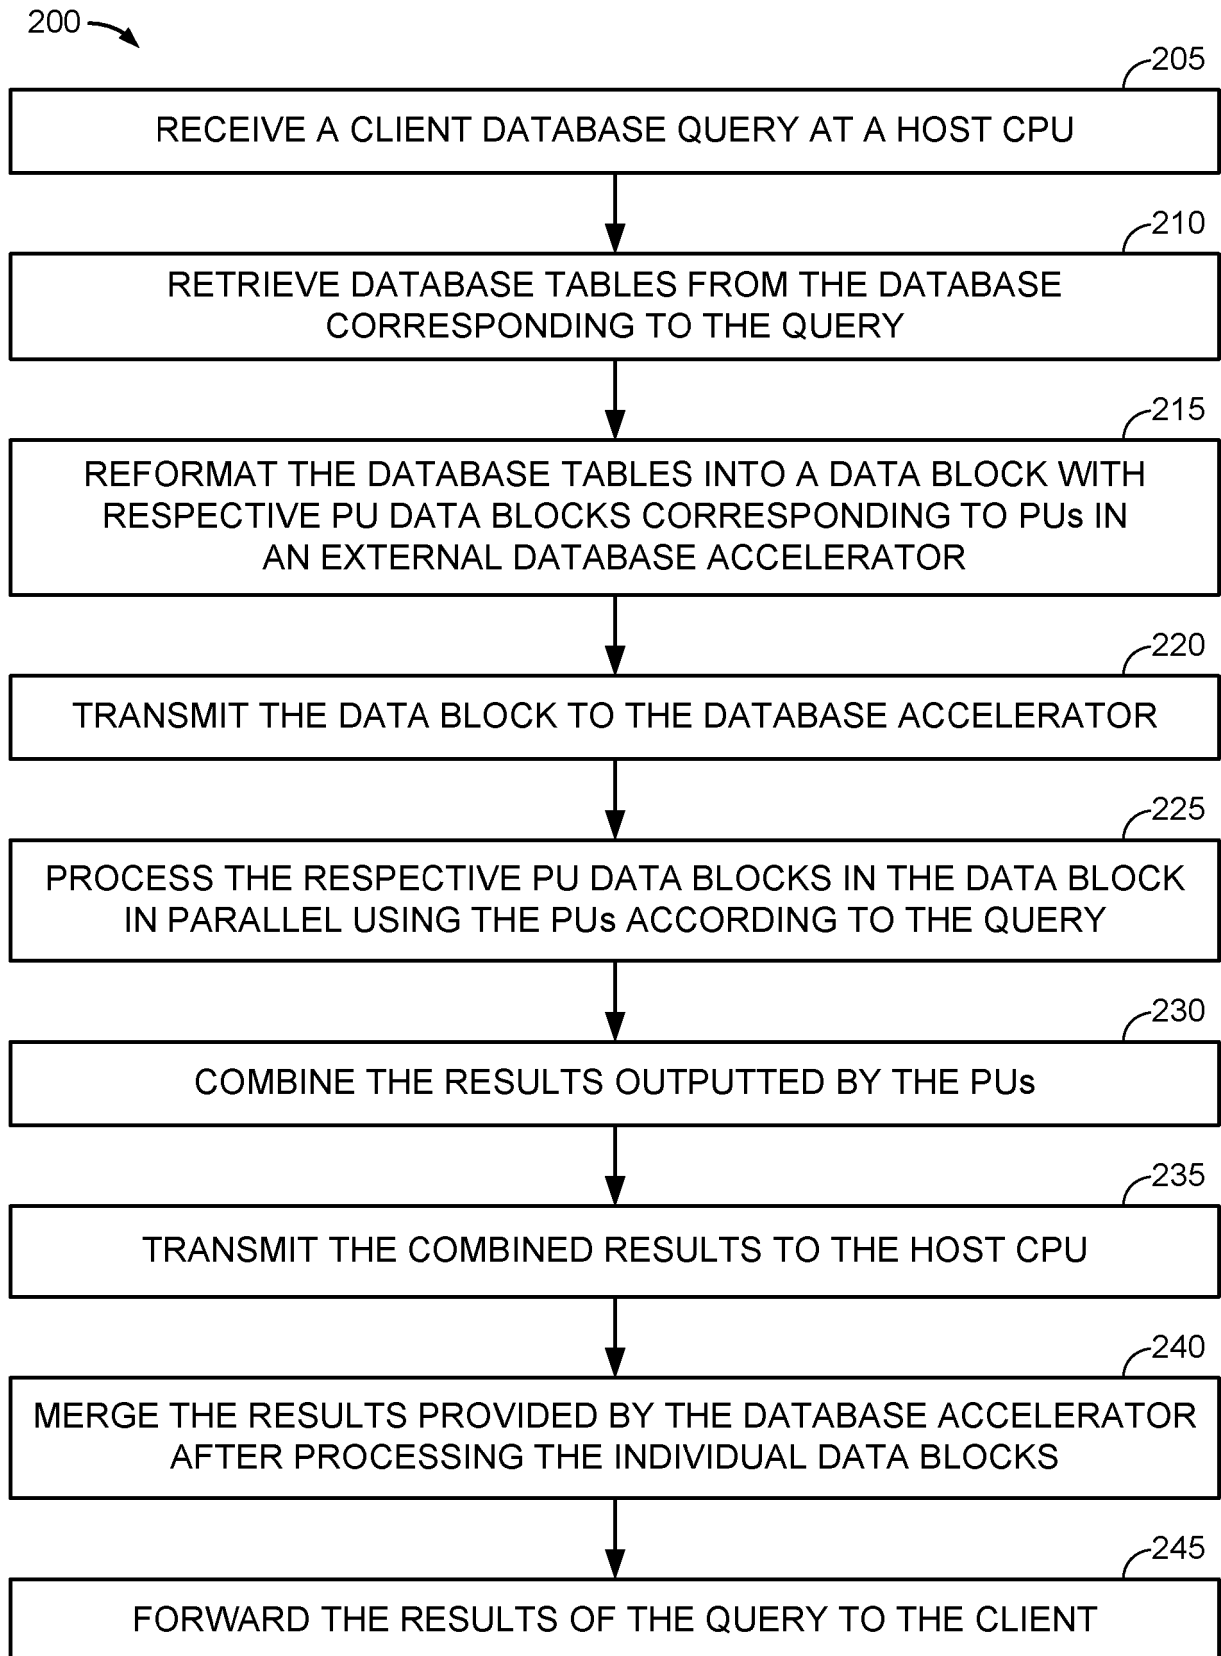 200
205
RECEIVE A CLIENT DATABASE QUERY AT A HOST CPU
210
RETRIEVE DATABASE TABLES FROM THE DATABASE
CORRESPONDING TO THE QUERY
215
REFORMAT THE DATABASE TABLES INTO A DATA BLOCK WITH
RESPECTIVE PU DATA BLOCKS CORRESPONDING TO PUs IN
AN EXTERNAL DATABASE ACCELERATOR
220
TRANSMIT THE DATA BLOCK TO THE DATABASE ACCELERATOR
225
PROCESS THE RESPECTIVE PU DATA BLOCKS IN THE DATA BLOCK
IN PARALLEL USING THE PUs ACCORDING TO THE QUERY
230
COMBINE THE RESULTS OUTPUTTED BY THE PUs
235
TRANSMIT THE COMBINED RESULTS TO THE HOST CPU
240
MERGE THE RESULTS PROVIDED BY THE DATABASE ACCELERATOR
AFTER PROCESSING THE INDIVIDUAL DATA BLOCKS
245
FORWARD THE RESULTS OF THE QUERY TO THE CLIENT